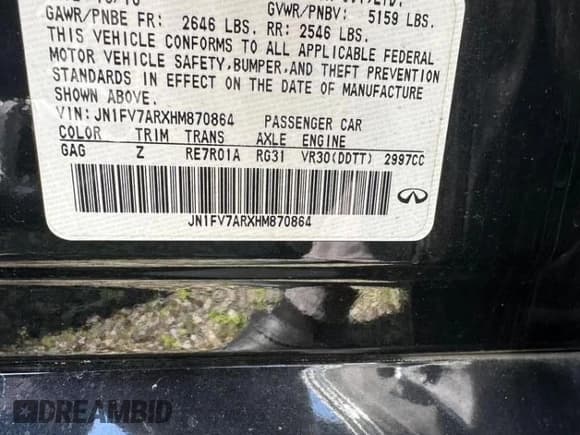 GAWR/PNBE FR: 2646 LBS. RR: 2546 LBS.
GVWR/PNBV: 5159 LBS.
THIS VEHICLE CONFORMS TO ALL APPLICABLE FEDERAL
MOTOR VEHICLE SAFETY, BUMPER, AND THEFT PREVENTION
STANDARDS IN EFFECT ON THE DATE OF MANUFACTURE
SHOWN ABOVE.
VIN: JN1FV7ARXHM870864 PASSENGER CAR
COLOR TRIM TRANS AXLE ENGINE
GAG Z RE7R01A RG31 VR30(DDTT) 2997CC
JN1FV7ARXHM870864
DREAMBID